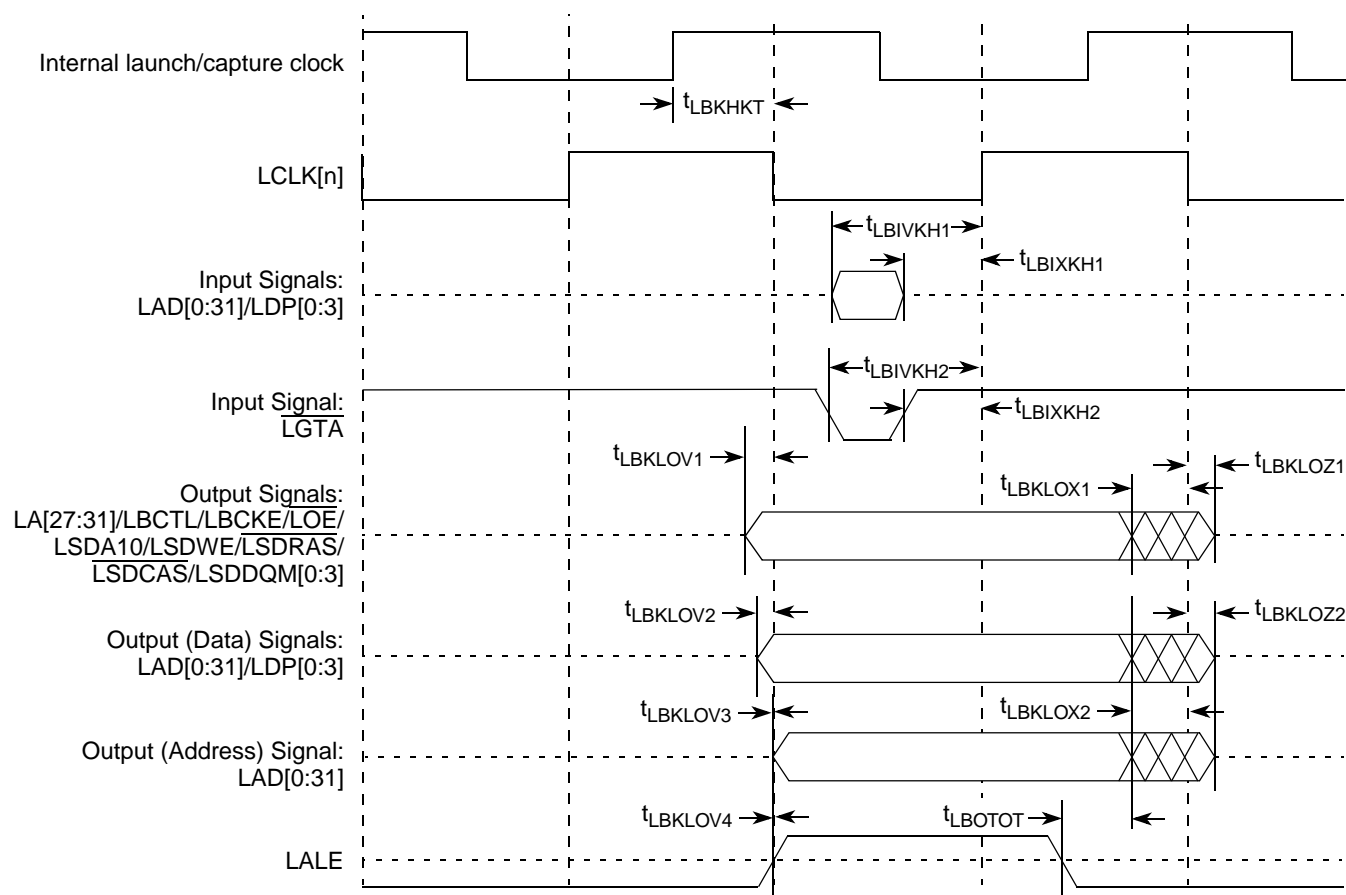 Internal launch/capture clock
tLBKHKT
LCLK[n]
tLBIVKH1
tLBIXKH1
Input Signals:
LAD[0:31]/LDP[0:3]
tLBIVKH2
Input Signal:
LGTA
tLBIXKH2
tLBKLOV1
tLBKLOZ1
tLBKLOX1
Output Signals:
LA[27:31]/LBCTL/LBCKE/LOE/
LSDA10/LSDWE/LSDRAS/
LSDCAS/LSDDQM[0:3]
tLBKLOV2
tLBKLOZ2
Output (Data) Signals:
LAD[0:31]/LDP[0:3]
tLBKLOV3
tLBKLOX2
Output (Address) Signal:
LAD[0:31]
tLBKLOV4
tLBOTOT
LALE